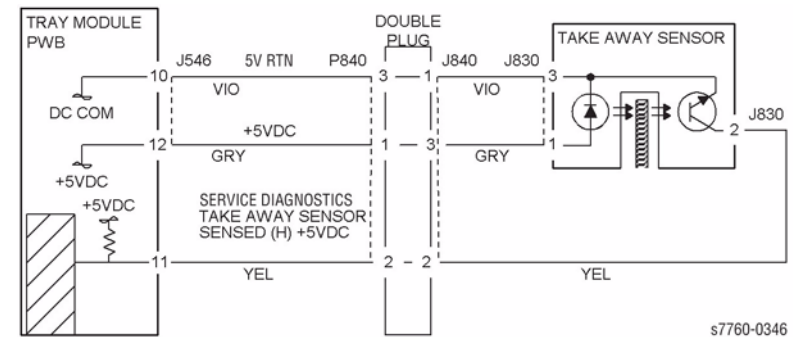 TRAY MODULE
PWB
DOUBLE
PLUG
TAKE AWAY SENSOR
J546 5V RTN P840
J840 J830
10 3 1 3
VIO VIO
DC COM
+5VDC
12 1 3 1
GRY GRY
J830
2
+5VDC
+5VDC
SERVICE DIAGNOSTICS
TAKE AWAY SENSOR
SENSED (H) +5VDC
11 2 2
YEL YEL
s7760-0346